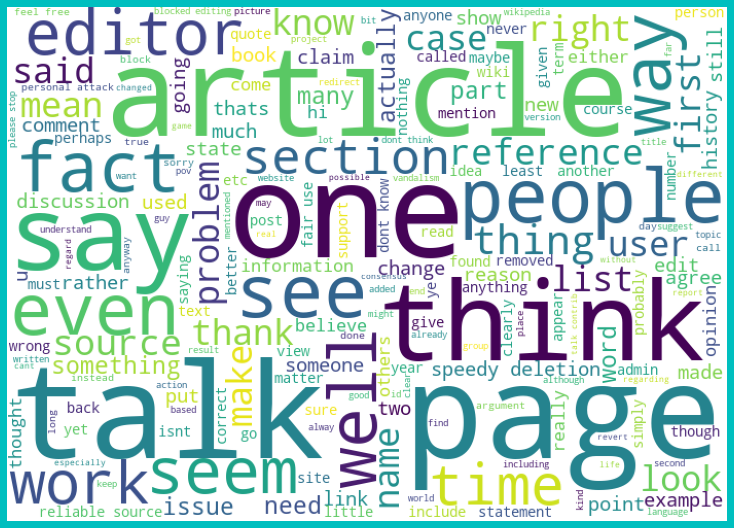 feel free
blocked editing
picture
wikipedia
anyone
never
show
person
editor
know
right
way
got
bit
quote
project
case
either
term
block
book
called
maybe
said
going
claim
actually
wiki
given
still
first
history
article
personal attack
changed
come
redirect
nothing
part
new
course
please stop
mean
thats
many
game
mention
version
far
comment
much
hi
lot
dont think
title
perhaps
true
state
section
reference
fact
want
sorry
idea
least
another
number
different
discussion
pov
etc
website
possible
vandalism
one
people
used
guy
problem
mentioned
may
fair use
support
dont know
day
suggest
say
understand
post
real
read
thing
user
topic
call
u
regard
anyway
better
information
consensus
found
removed
without
must
rather
saying
see
change
reason
list
edit
agree
even
text
added
end
ye
anything
report
source
thank
believe
might
already
give
think
clearly
place
appear
talk contrib
probably
opinion
wrong
something
result
view
done
others
group
word
written
cant
instead
make
someone
year
speedy deletion
admin
made
talk
page
well
action
put
matter
good
id
clear
although
regarding
thought
long
back
based
correct
sure
two
argument
really
simply
though
yet
isnt
go
alway
name
find
revert
work
seem
especially
site
including
life
second
time
look
keep
need
link
world
kind
point
example
reliable source
issue
little
include
statement
language